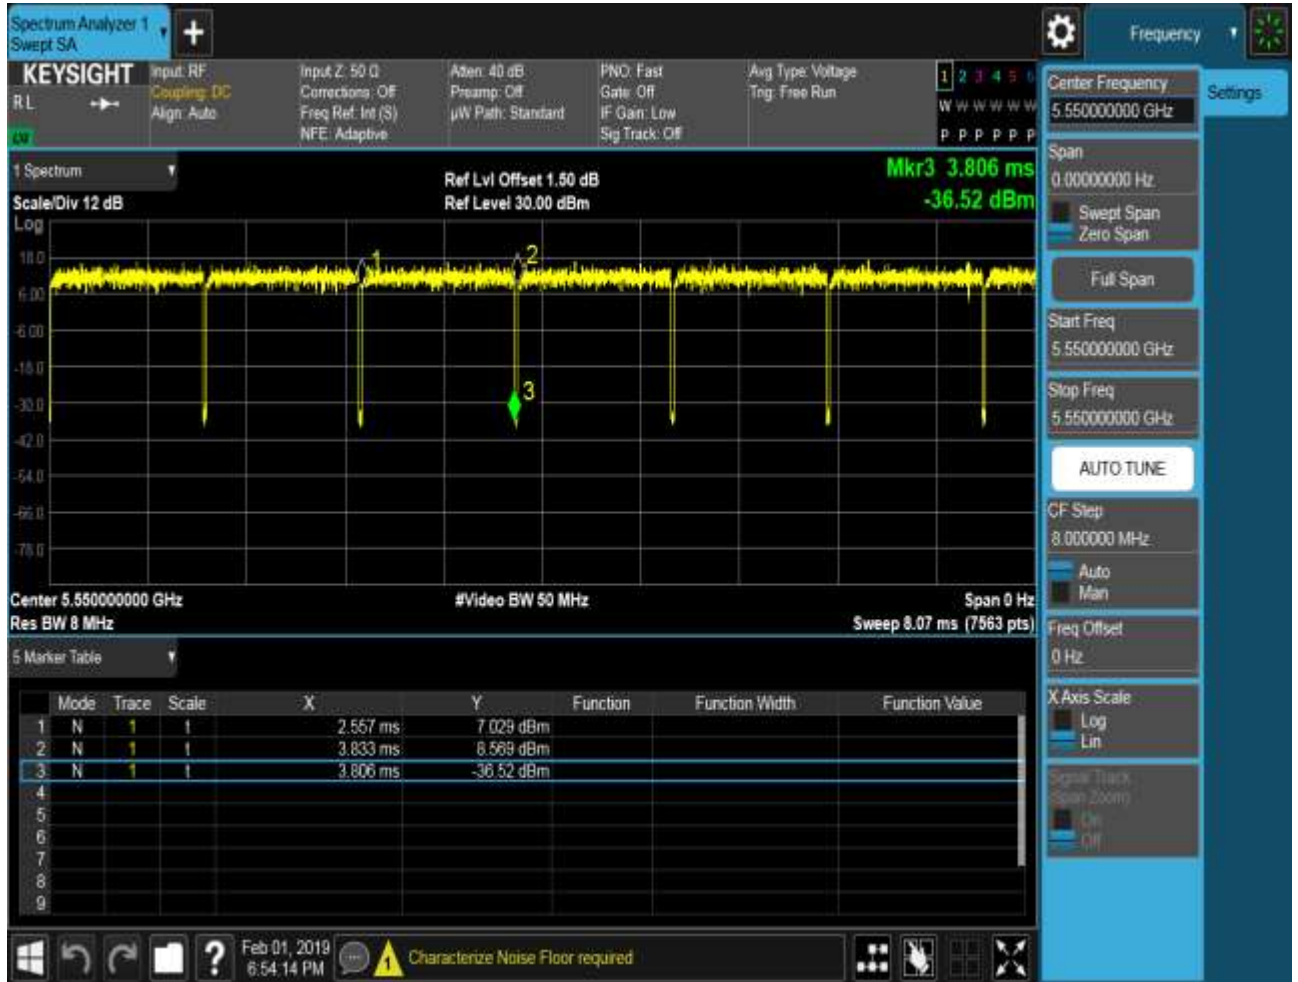 Spectrum Analyzer 1
Swept SA
Frequency
KEYSIGHT
RL
Input: RF
Coupling: DC
Align: Auto
Input Z: 50 Ω
Corrections: Off
Freq Ref: Int (S)
NFE: Adaptive
Atten: 40 dB
Preamp: Off
µW Path: Standard
PNO: Fast
Gate: Off
IF Gain: Low
Sig Track: Off
Avg Type: Voltage
Trig: Free Run
1 2 3 4 5 6
W W W W W W
P P P P P P
1 Spectrum
Scale/Div 12 dB
Ref Lvl Offset 1.50 dB
Ref Level 30.00 dBm
Mkr3 3.806 ms
-36.52 dBm
Log
18.0
6.00
-6.00
-18.0
-30.0
-42.0
-54.0
-66.0
-78.0
1
2
3
Center 5.550000000 GHz
Res BW 8 MHz
#Video BW 50 MHz
Span 0 Hz
Sweep 8.07 ms (7563 pts)
5 Marker Table
Mode Trace Scale X Y Function Function Width Function Value
1 N 1 t 2.557 ms 7.029 dBm
2 N 1 t 3.833 ms 8.569 dBm
3 N 1 t 3.806 ms -36.52 dBm
4
5
6
7
8
9
Feb 01, 2019
6:54:14 PM
1
Characterize Noise Floor required
Center Frequency
5.550000000 GHz
Settings
Span
0.00000000 Hz
Swept Span
Zero Span
Full Span
Start Freq
5.550000000 GHz
Stop Freq
5.550000000 GHz
AUTO TUNE
CF Step
8.000000 MHz
Auto
Man
Freq Offset
0 Hz
X Axis Scale
Log
Lin
Signal Track
(Span Zoom)
On
Off